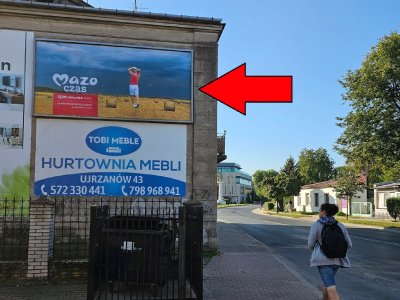 Mazo
czas
TOBI MEBLE
HURTOWNIA MEBLI
UJRZANÓW 43
572 330 441 798 968 941